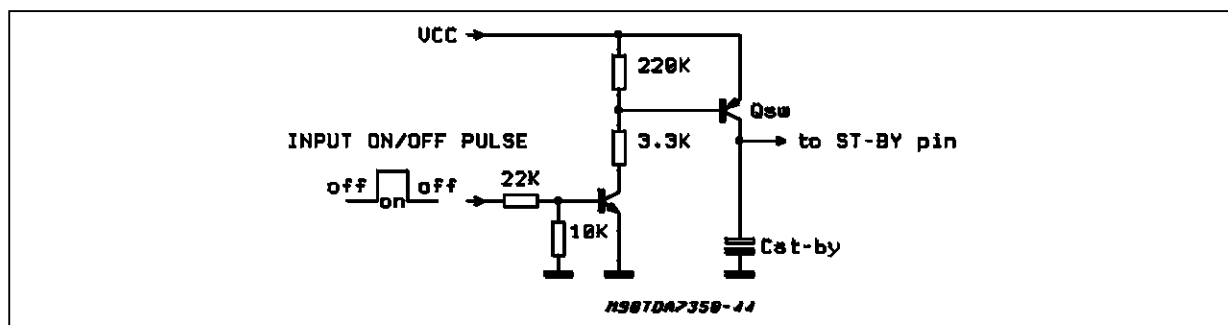 VCC
220K
Qsw
INPUT ON/OFF PULSE
3.3K
to ST-BY pin
off on off
22K
10K
Cst-by
M90TDA7350-44